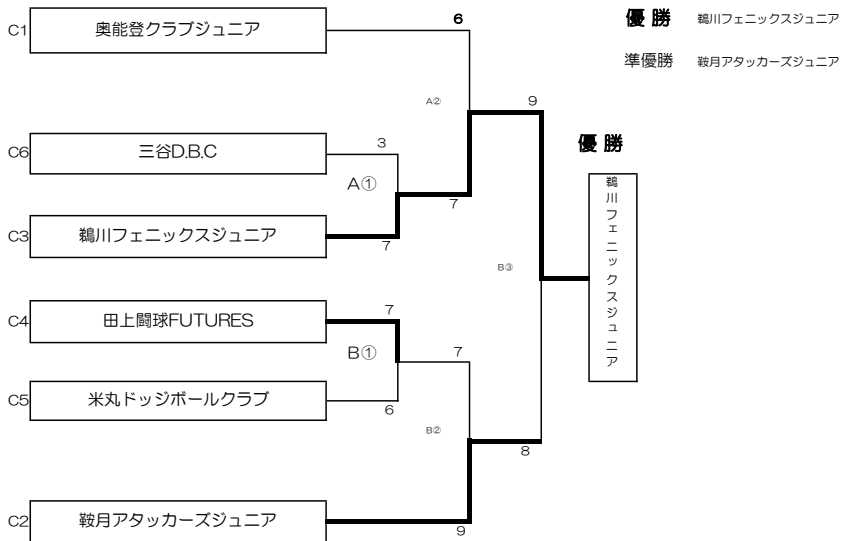 C1 奥能登クラブジュニア 6
優 勝 鵜川フェニックスジュニア
準優勝 鞍月アタッカーズジュニア
A② 9
優 勝
C6 三谷D.B.C 3
A①
7
C3 鵜川フェニックスジュニア 7
鵜川フェニックスジュニア
B③
C4 田上闘球FUTURES 7
B① 7
C5 米丸ドッジボールクラブ 6
B②
8
C2 鞍月アタッカーズジュニア 9